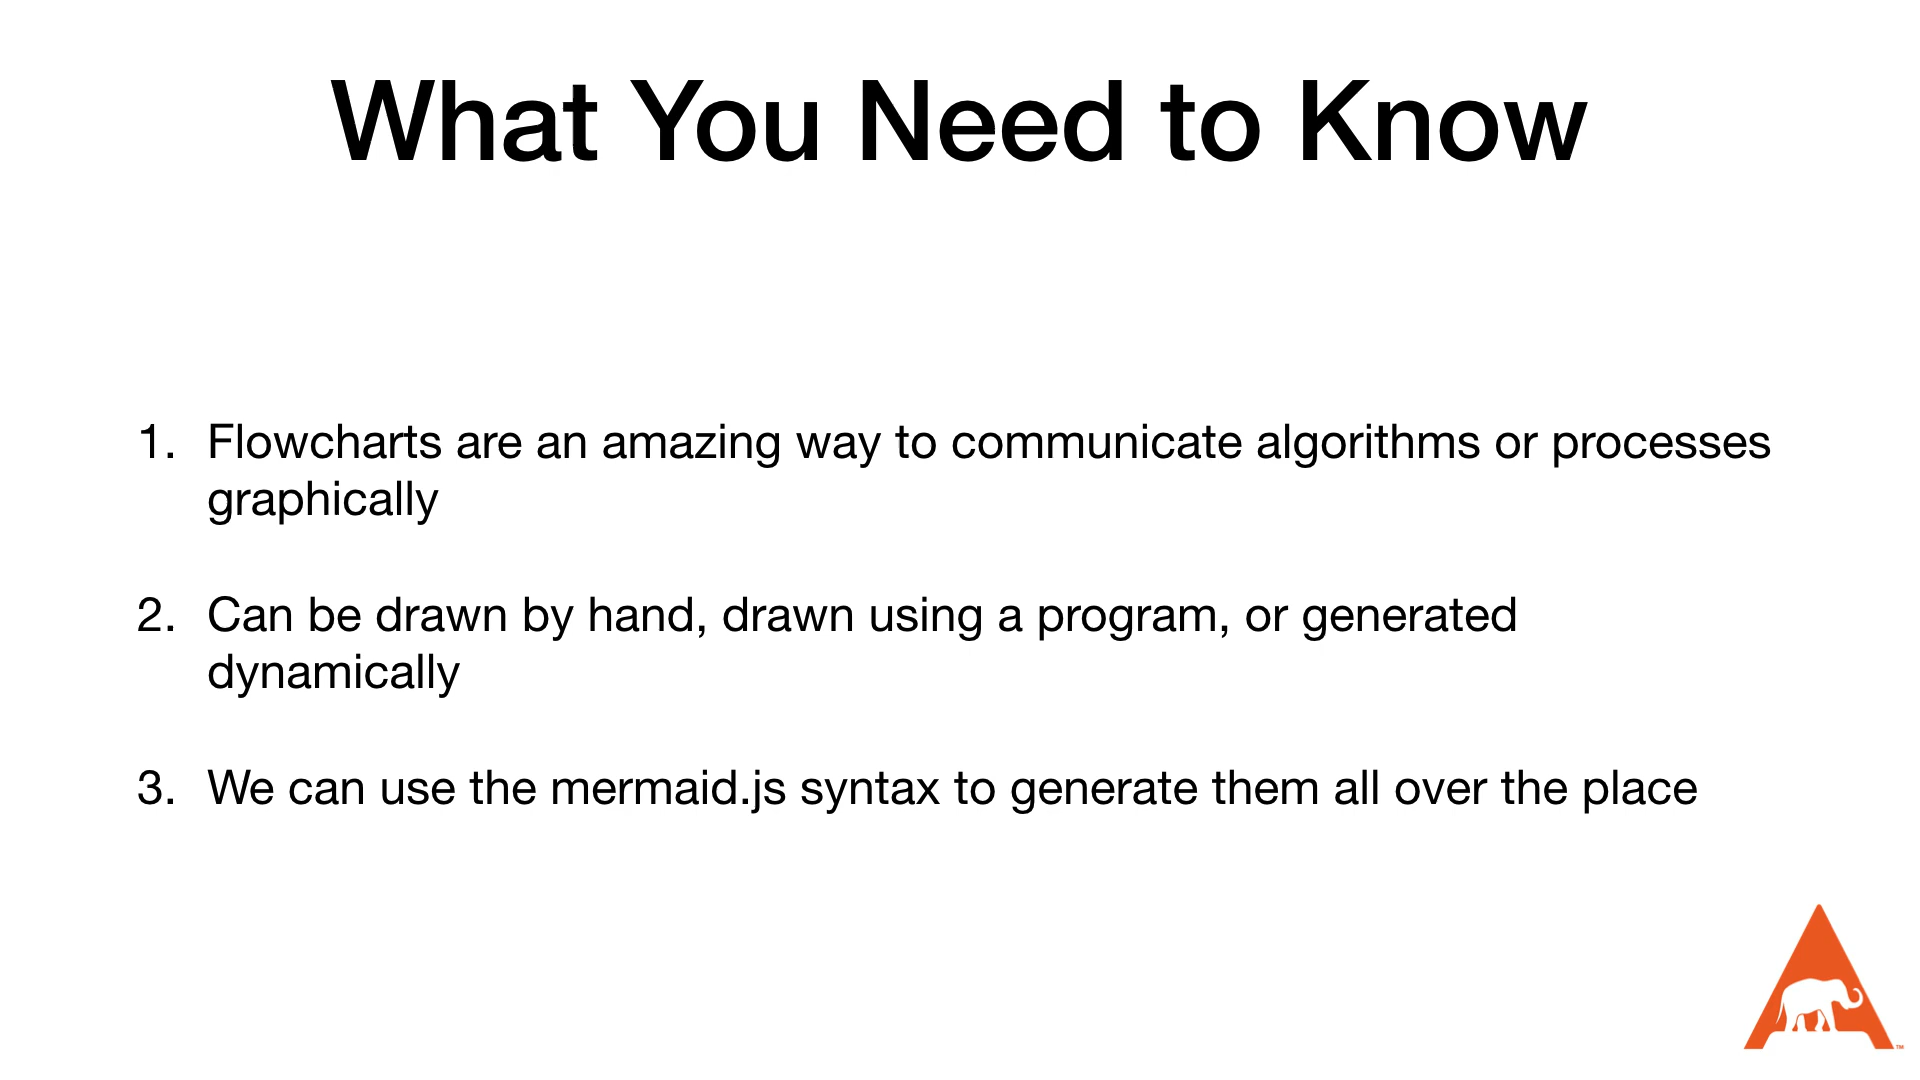 What You Need to Know
1. Flowcharts are an amazing way to communicate algorithms or processes
graphically
2. Can be drawn by hand, drawn using a program, or generated
dynamically
3. We can use the mermaid.js syntax to generate them all over the place
A
TM